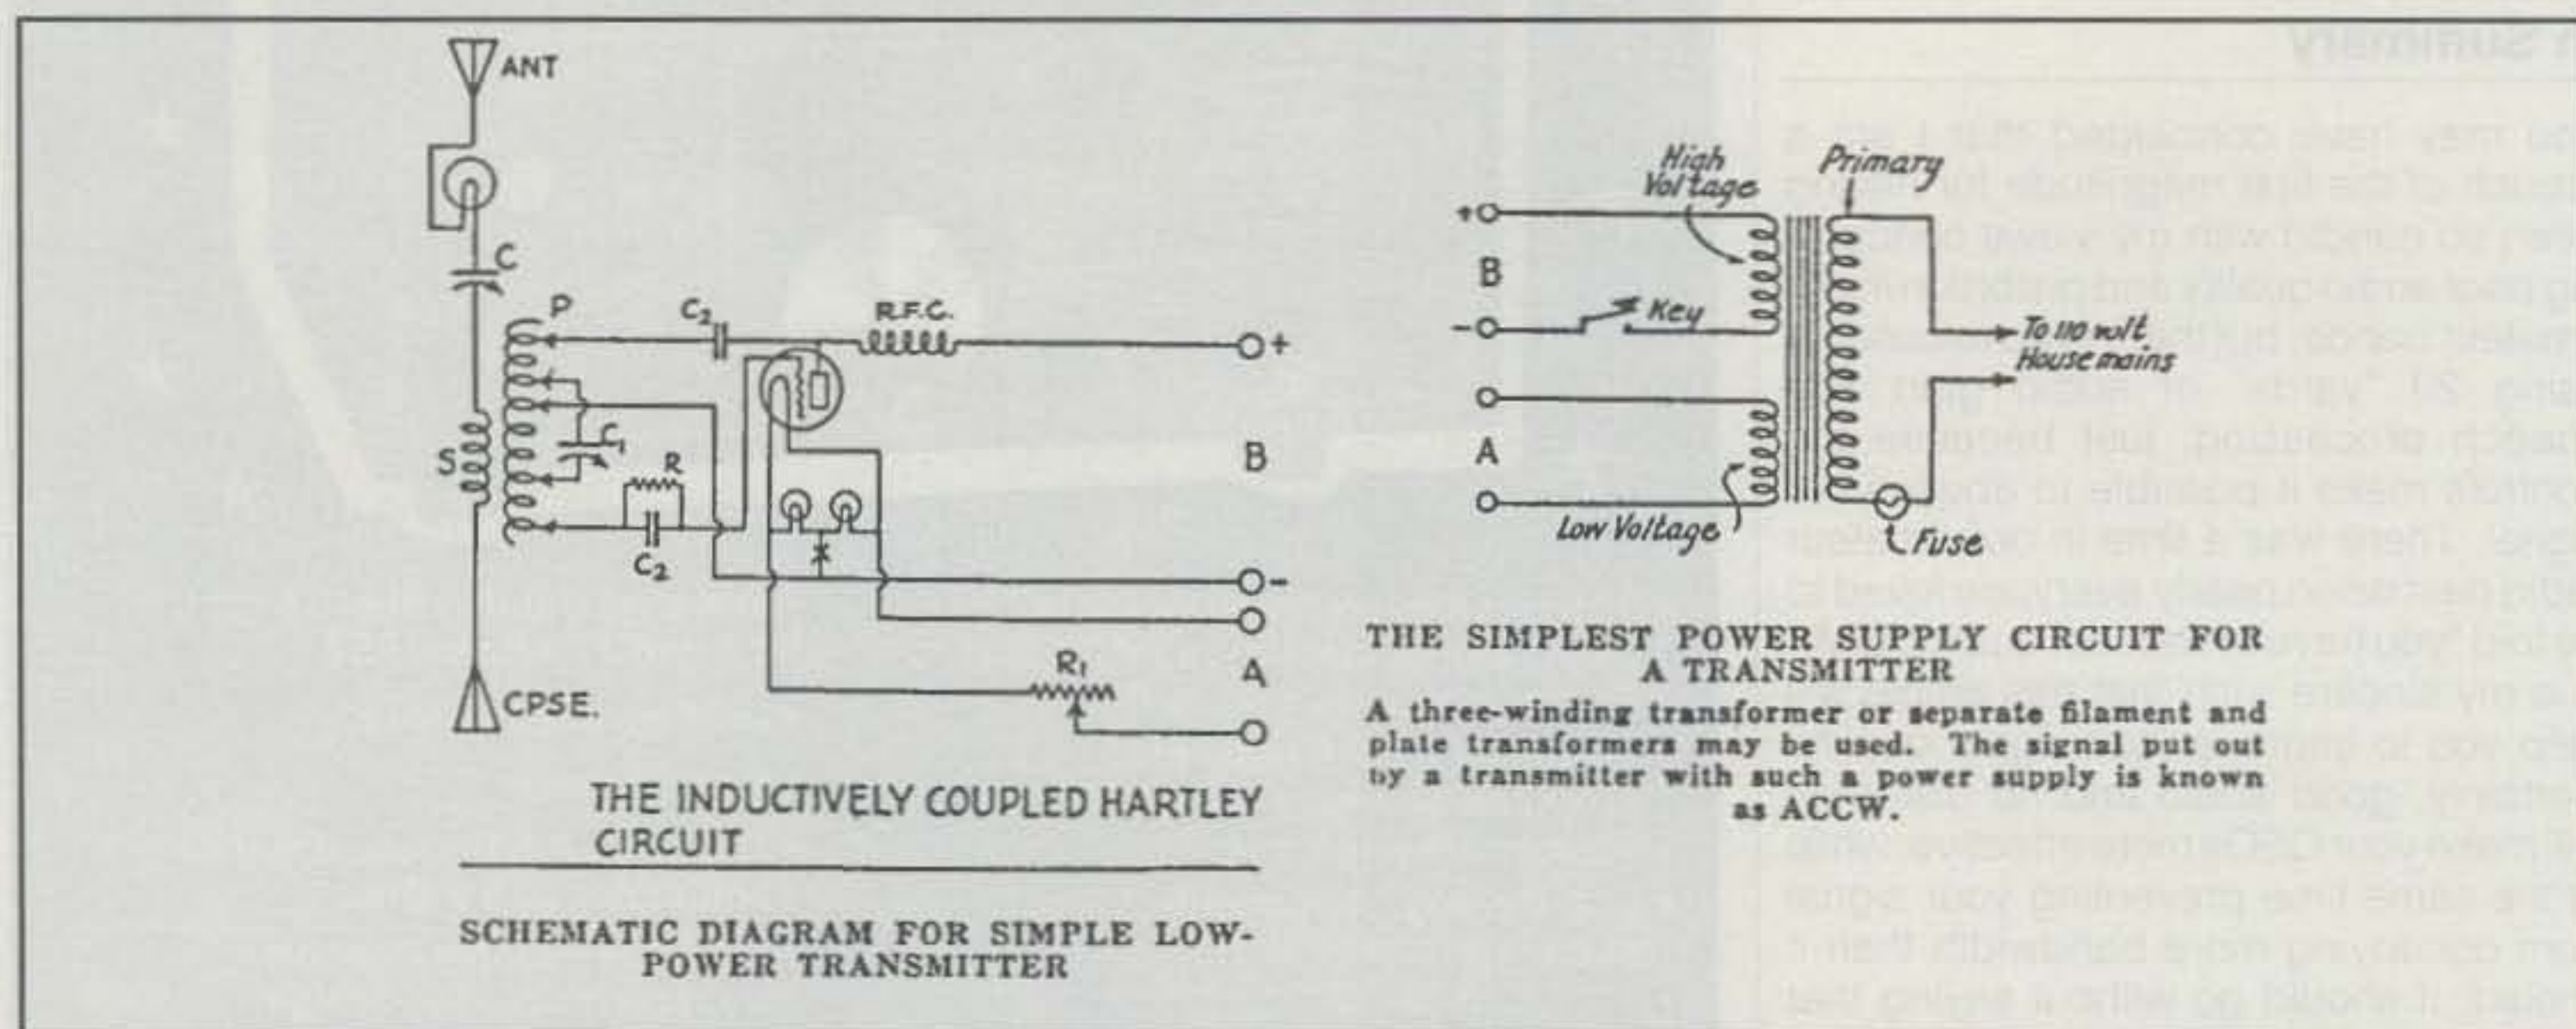 ANT
C
P
C₂
R.F.C.
+
C₁
S
R
C₂
B
-
R₁
A
CPSE.
THE INDUCTIVELY COUPLED HARTLEY
CIRCUIT
SCHEMATIC DIAGRAM FOR SIMPLE LOW-
POWER TRANSMITTER
High
Voltage
Primary
+
B
-
Key
To 110 volt
House mains
A
Low Voltage
Fuse
THE SIMPLEST POWER SUPPLY CIRCUIT FOR
A TRANSMITTER
A three-winding transformer or separate filament and
plate transformers may be used. The signal put out
by a transmitter with such a power supply is known
as ACCW.